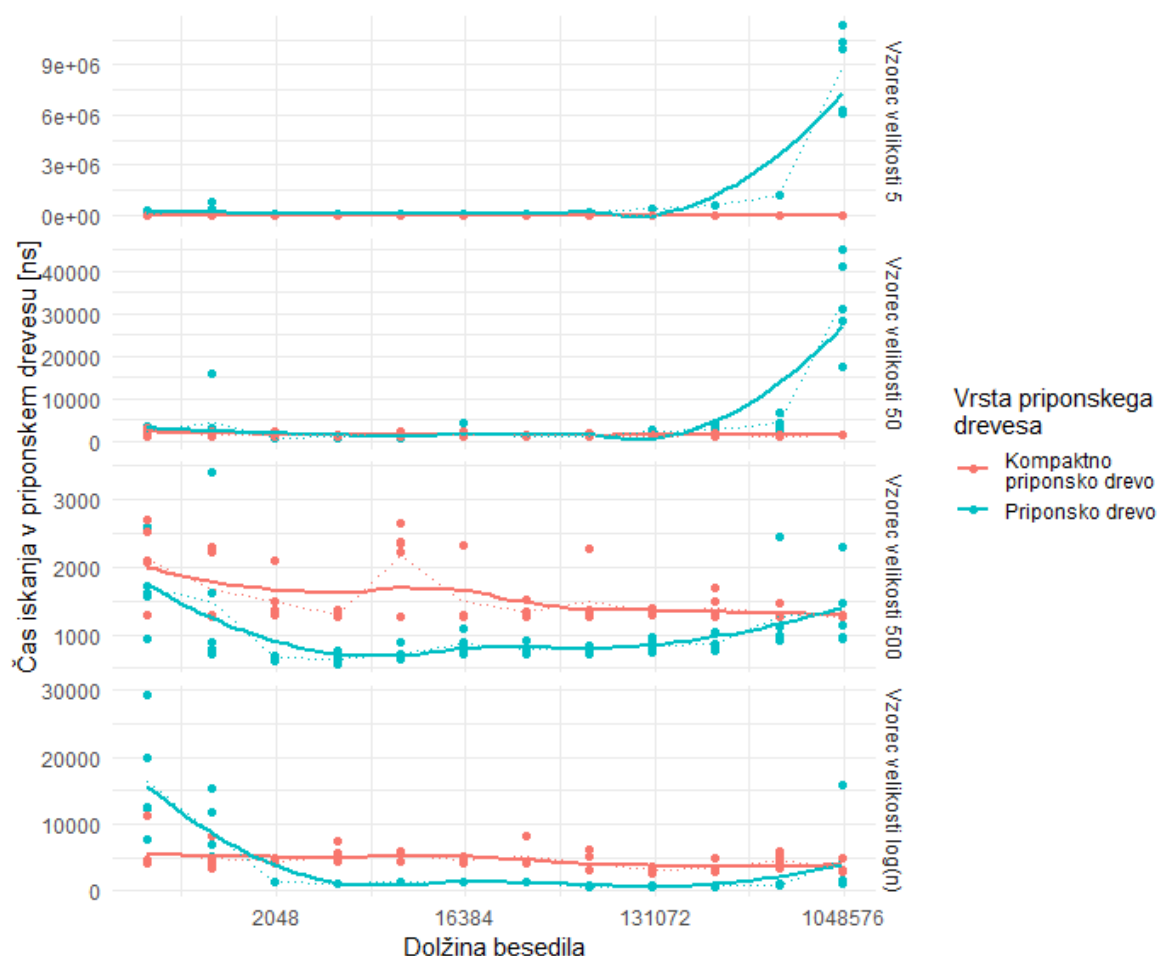 9e+06
6e+06
3e+06
0e+00
Vzorec velikosti 5
40000
30000
20000
10000
0
Vzorec velikosti 50
3000
2000
1000
Vzorec velikosti 500
30000
20000
10000
0
Vzorec velikosti log(n)
Čas iskanja v priponskem drevesu [ns]
2048
16384
131072
1048576
Dolžina besedila
Vrsta priponskega
drevesa
Kompaktno
priponsko drevo
Priponsko drevo